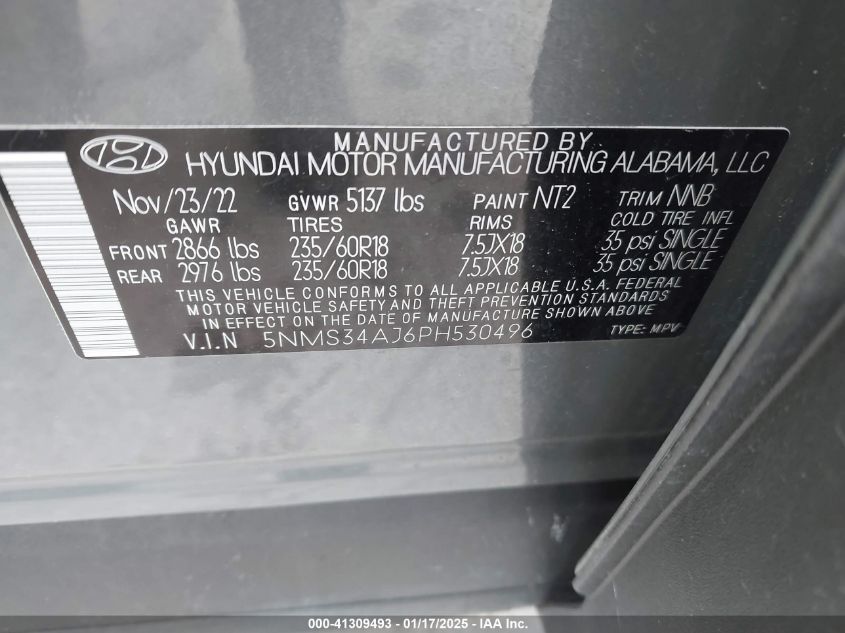 MANUFACTURED BY
HYUNDAI MOTOR MANUFACTURING ALABAMA, LLC
Nov/23/22 GVWR 5137 lbs PAINT NT2 TRIM NNB
GAWR TIRES RIMS COLD TIRE INFL
FRONT 2866 lbs 235/60R18 7.5JX18 35 psi SINGLE
REAR 2976 lbs 235/60R18 7.5JX18 35 psi SINGLE
THIS VEHICLE CONFORMS TO ALL APPLICABLE U.S.A. FEDERAL
MOTOR VEHICLE SAFETY AND THEFT PREVENTION STANDARDS
IN EFFECT ON THE DATE OF MANUFACTURE SHOWN ABOVE
V.I.N 5NMS34AJ6PH530496 TYPE: MPV
000-41309493 - 01/17/2025 - IAA Inc.